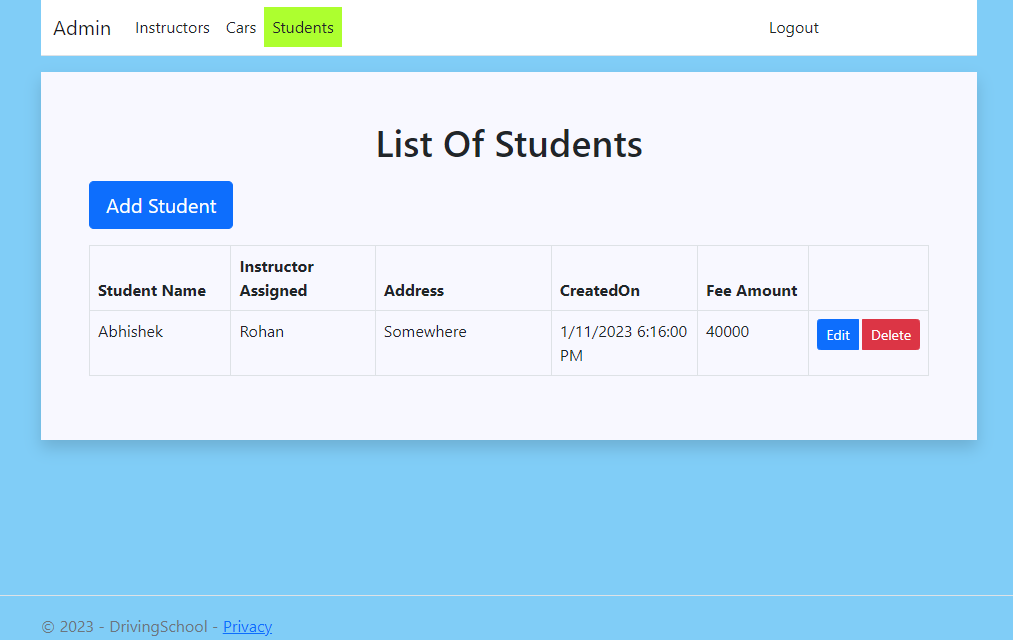 Admin Instructors Cars Students Logout
List Of Students
Add Student
Student Name Instructor Assigned Address CreatedOn Fee Amount
Abhishek Rohan Somewhere 1/11/2023 6:16:00 PM 40000 Edit Delete
© 2023 - DrivingSchool - Privacy